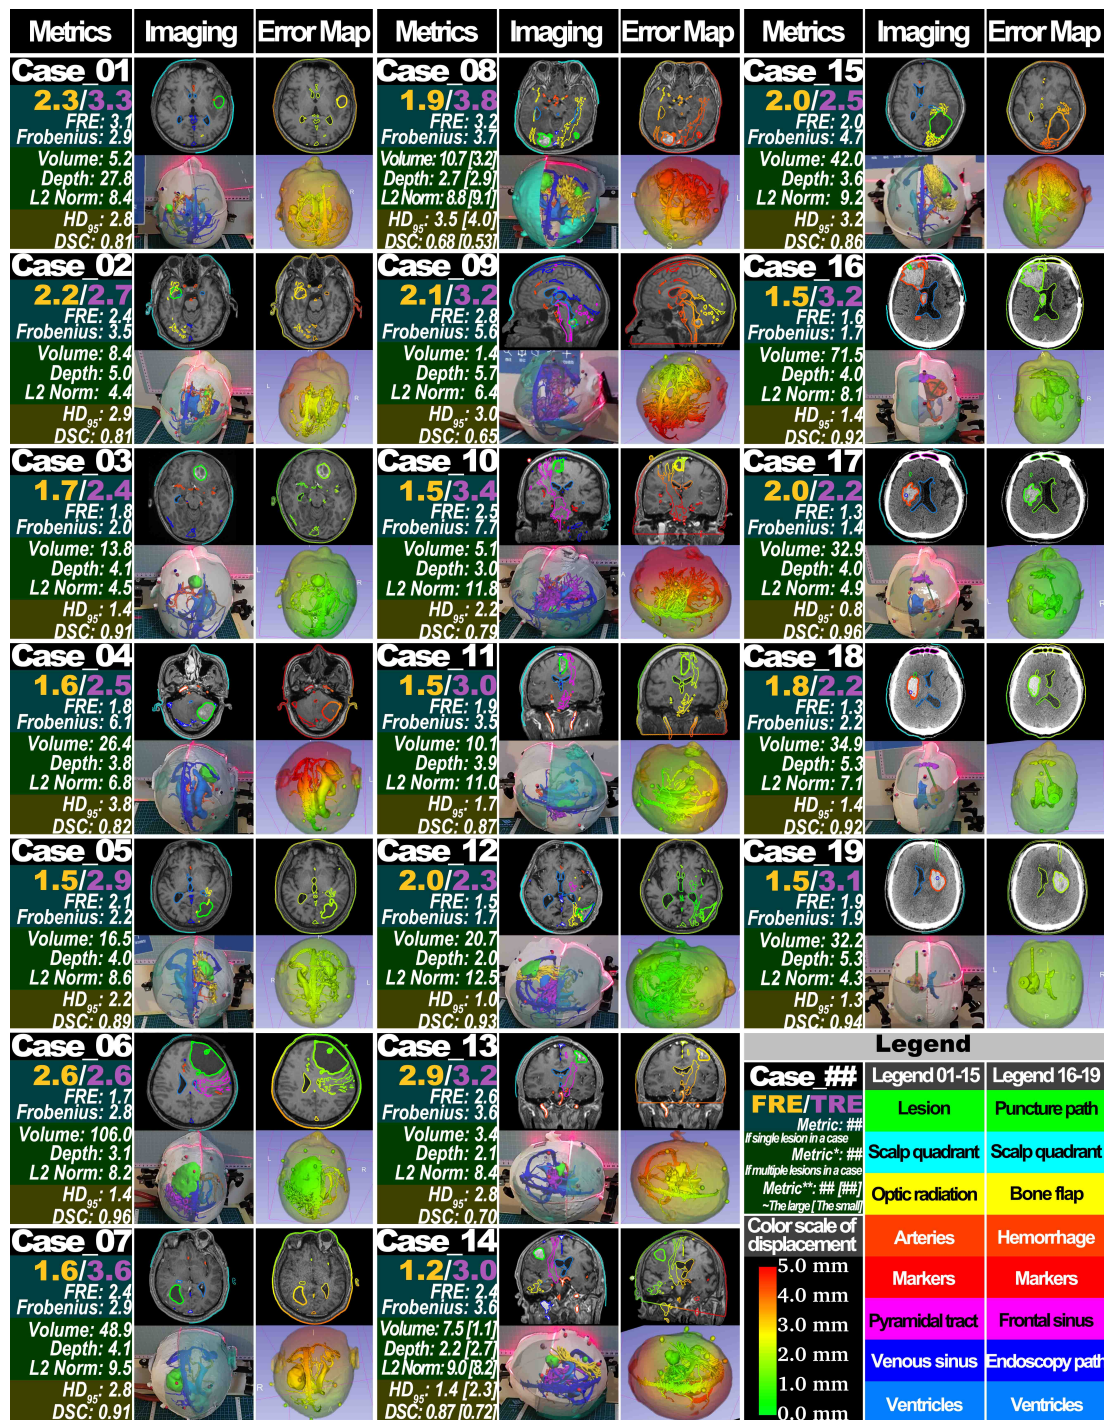 Metrics Imaging Error Map
Case_01
2.3/3.3
FRE: 3.1
Frobenius: 2.9
Volume: 5.2
Depth: 27.8
L2 Norm: 8.4
HD95: 2.8
DSC: 0.81
Case_02
2.2/2.7
FRE: 2.4
Frobenius: 3.5
Volume: 8.4
Depth: 5.0
L2 Norm: 4.4
HD95: 2.9
DSC: 0.81
Case_03
1.7/2.4
FRE: 1.8
Frobenius: 2.0
Volume: 13.8
Depth: 4.1
L2 Norm: 4.5
HD95: 1.4
DSC: 0.91
Case_04
1.6/2.5
FRE: 1.8
Frobenius: 6.1
Volume: 26.4
Depth: 3.8
L2 Norm: 6.8
HD95: 3.8
DSC: 0.82
Case_05
1.5/2.9
FRE: 2.1
Frobenius: 2.2
Volume: 16.5
Depth: 4.0
L2 Norm: 8.6
HD95: 2.2
DSC: 0.89
Case_06
2.6/2.6
FRE: 1.7
Frobenius: 2.8
Volume: 106.0
Depth: 3.1
L2 Norm: 8.2
HD95: 1.4
DSC: 0.96
Case_07
1.6/3.6
FRE: 2.4
Frobenius: 2.9
Volume: 48.9
Depth: 4.1
L2 Norm: 9.5
HD95: 2.8
DSC: 0.91
Metrics Imaging Error Map
Case_08
1.9/3.8
FRE: 3.2
Frobenius: 3.7
Volume: 10.7 [3.2]
Depth: 2.7 [2.9]
L2 Norm: 8.8 [9.1]
HD95: 3.5 [4.0]
DSC: 0.68 [0.53]
Case_09
2.1/3.2
FRE: 2.8
Frobenius: 5.6
Volume: 1.4
Depth: 5.7
L2 Norm: 6.4
HD95: 3.0
DSC: 0.65
Case_10
1.5/3.4
FRE: 2.5
Frobenius: 7.7
Volume: 5.1
Depth: 3.0
L2 Norm: 11.8
HD95: 2.2
DSC: 0.79
Case_11
1.5/3.0
FRE: 1.9
Frobenius: 3.5
Volume: 10.1
Depth: 3.9
L2 Norm: 11.0
HD95: 1.7
DSC: 0.87
Case_12
2.0/2.3
FRE: 1.5
Frobenius: 1.7
Volume: 20.7
Depth: 2.0
L2 Norm: 12.5
HD95: 1.0
DSC: 0.93
Case_13
2.9/3.2
FRE: 2.6
Frobenius: 3.6
Volume: 3.4
Depth: 2.1
L2 Norm: 8.4
HD95: 2.8
DSC: 0.70
Case_14
1.2/3.0
FRE: 2.4
Frobenius: 3.6
Volume: 7.5 [1.1]
Depth: 2.2 [2.7]
L2 Norm: 9.0 [8.2]
HD95: 1.4 [2.3]
DSC: 0.87 [0.72]
Metrics Imaging Error Map
Case_15
2.0/2.5
FRE: 2.0
Frobenius: 4.7
Volume: 42.0
Depth: 3.6
L2 Norm: 9.2
HD95: 3.2
DSC: 0.86
Case_16
1.5/3.2
FRE: 1.6
Frobenius: 1.7
Volume: 71.5
Depth: 4.0
L2 Norm: 8.1
HD95: 1.4
DSC: 0.92
Case_17
2.0/2.2
FRE: 1.3
Frobenius: 1.4
Volume: 32.9
Depth: 4.0
L2 Norm: 4.9
HD95: 0.8
DSC: 0.96
Case_18
1.8/2.2
FRE: 1.3
Frobenius: 2.2
Volume: 34.9
Depth: 5.3
L2 Norm: 7.1
HD95: 1.4
DSC: 0.92
Case_19
1.5/3.1
FRE: 1.9
Frobenius: 1.9
Volume: 32.2
Depth: 5.3
L2 Norm: 4.3
HD95: 1.3
DSC: 0.94
Legend
Case_## Legend 01-15 Legend 16-19
FRE/TRE
Metric: ##
If single lesion in a case
Metric*: ##
If multiple lesions in a case
Metric**: ## [##]
~The large [ The small]
Color scale of
displacement
5.0 mm
4.0 mm
3.0 mm
2.0 mm
1.0 mm
0.0 mm
Lesion Puncture path
Scalp quadrant Scalp quadrant
Optic radiation Bone flap
Arteries Hemorrhage
Markers Markers
Pyramidal tract Frontal sinus
Venous sinus Endoscopy path
Ventricles Ventricles